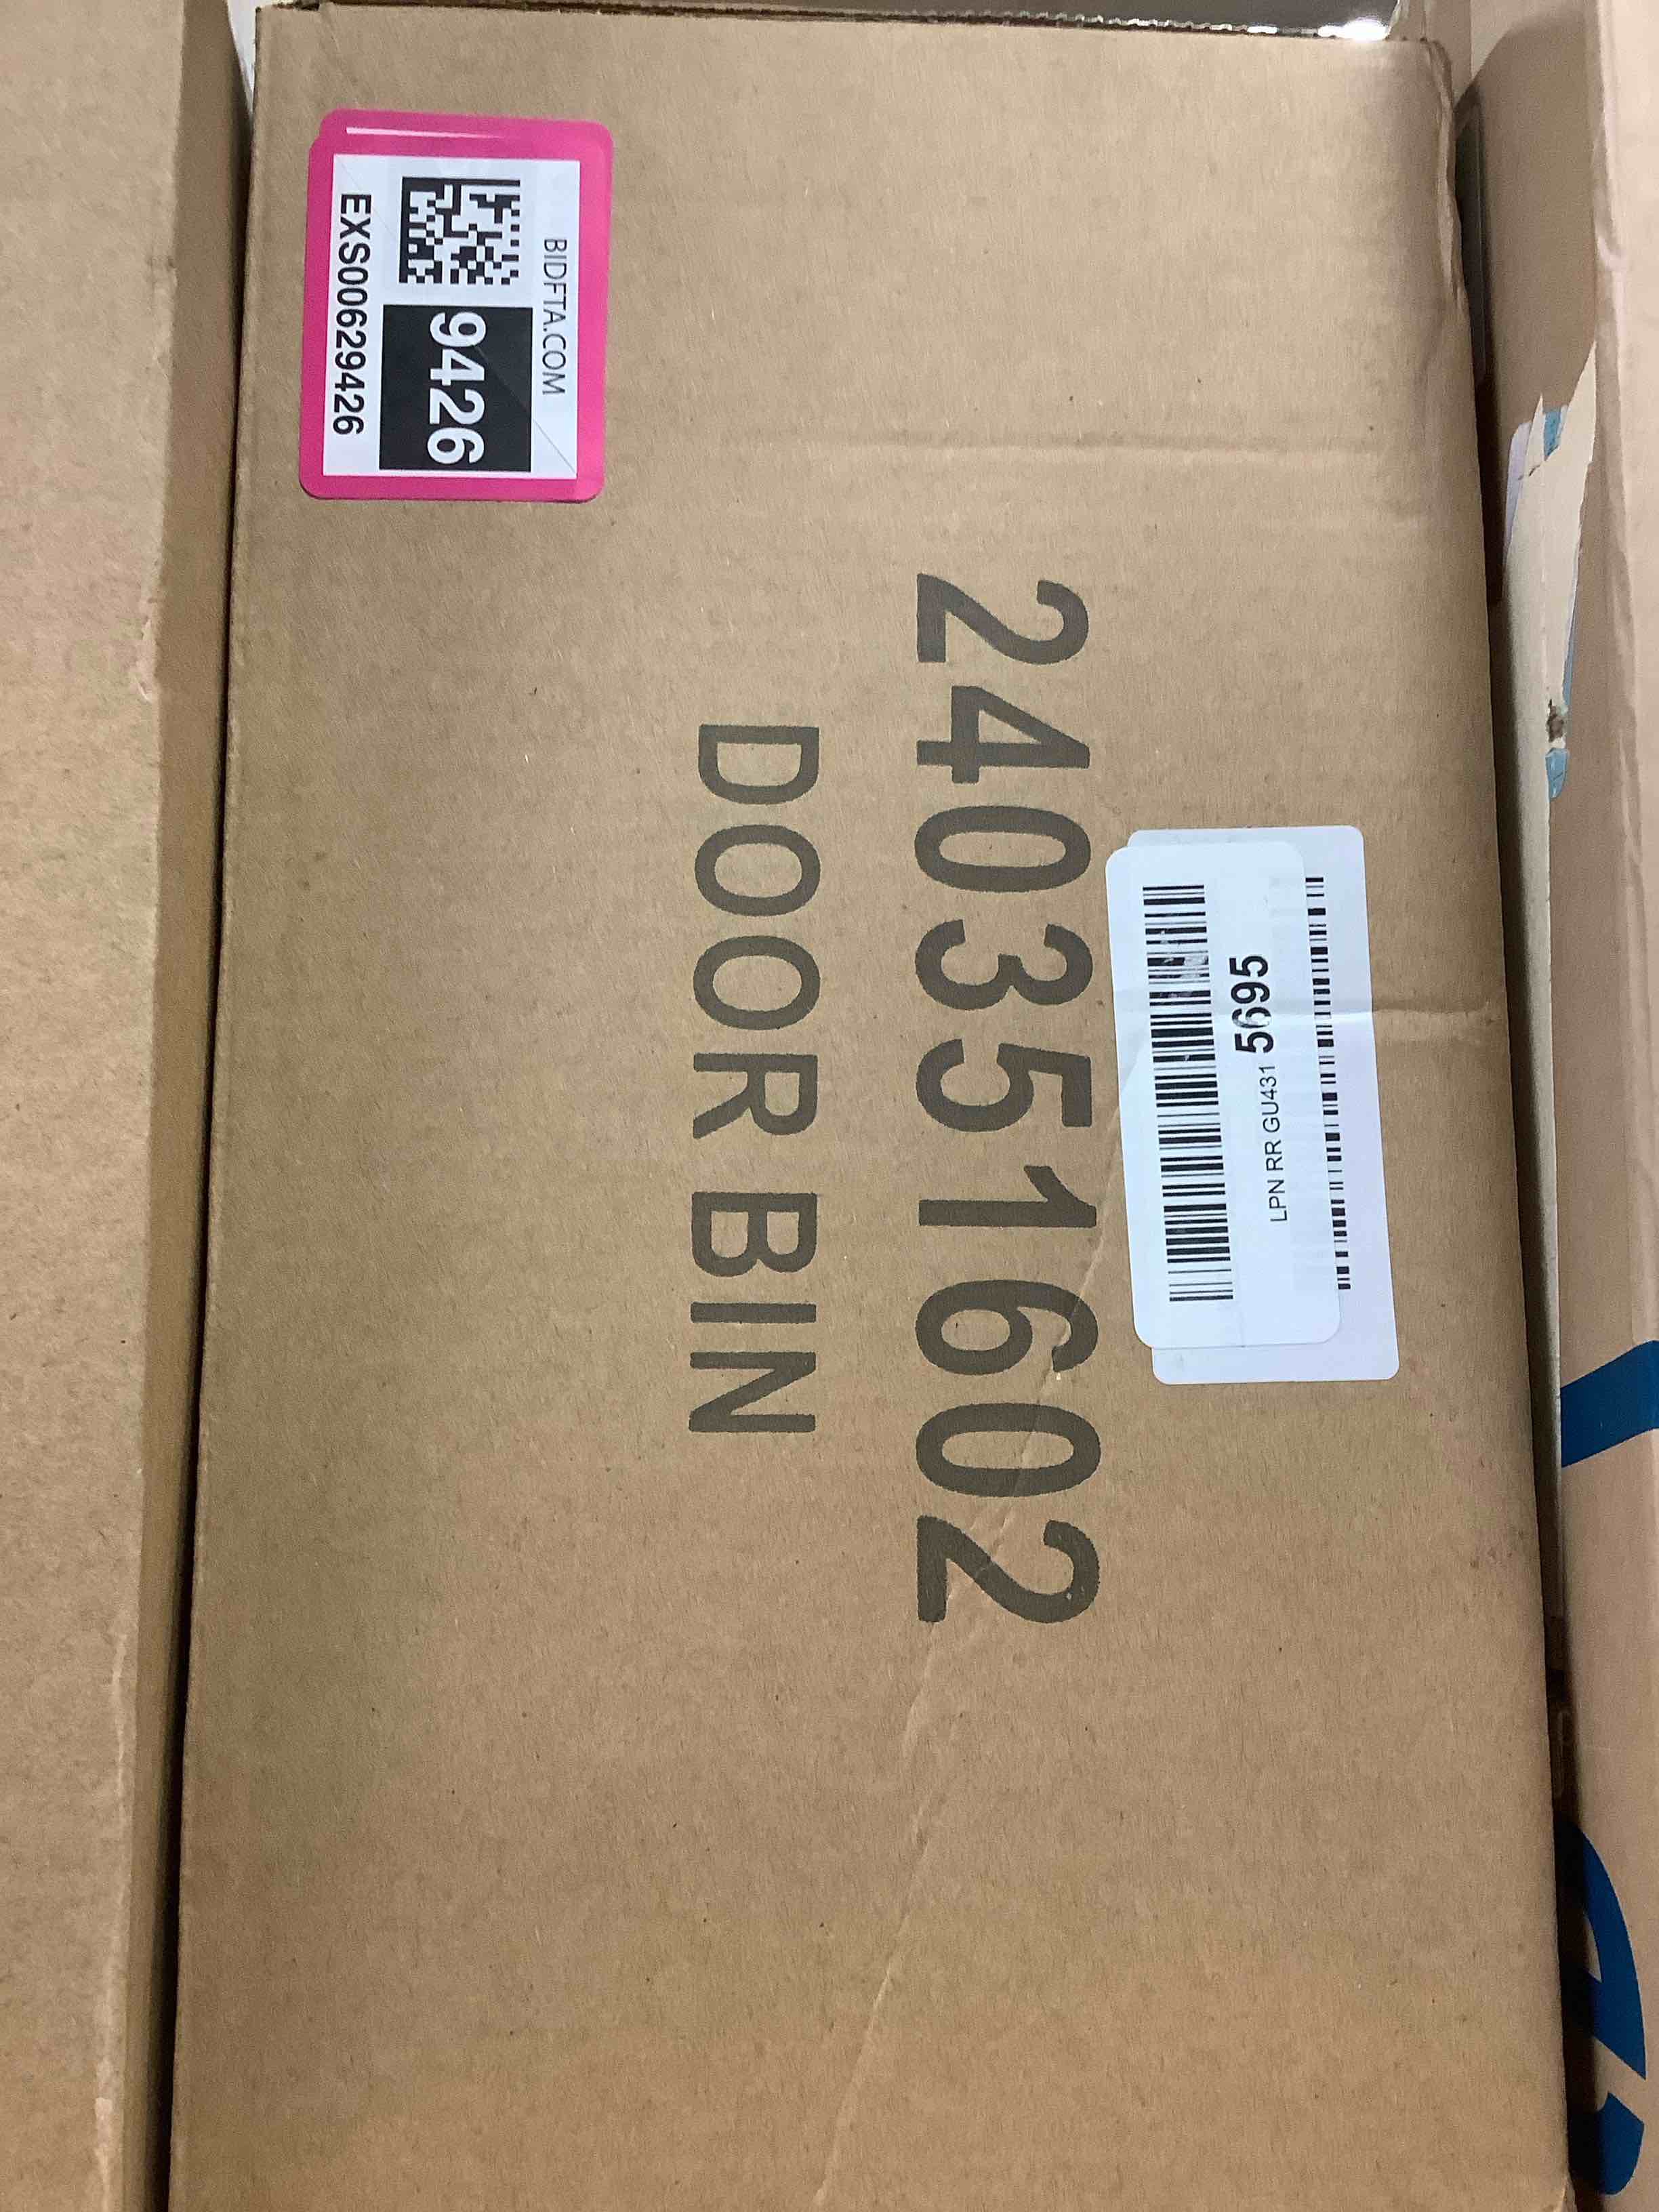 BIDFTA.COM
9426
EXS00629426
240351602
DOOR BIN
LPN RR GU431 5695